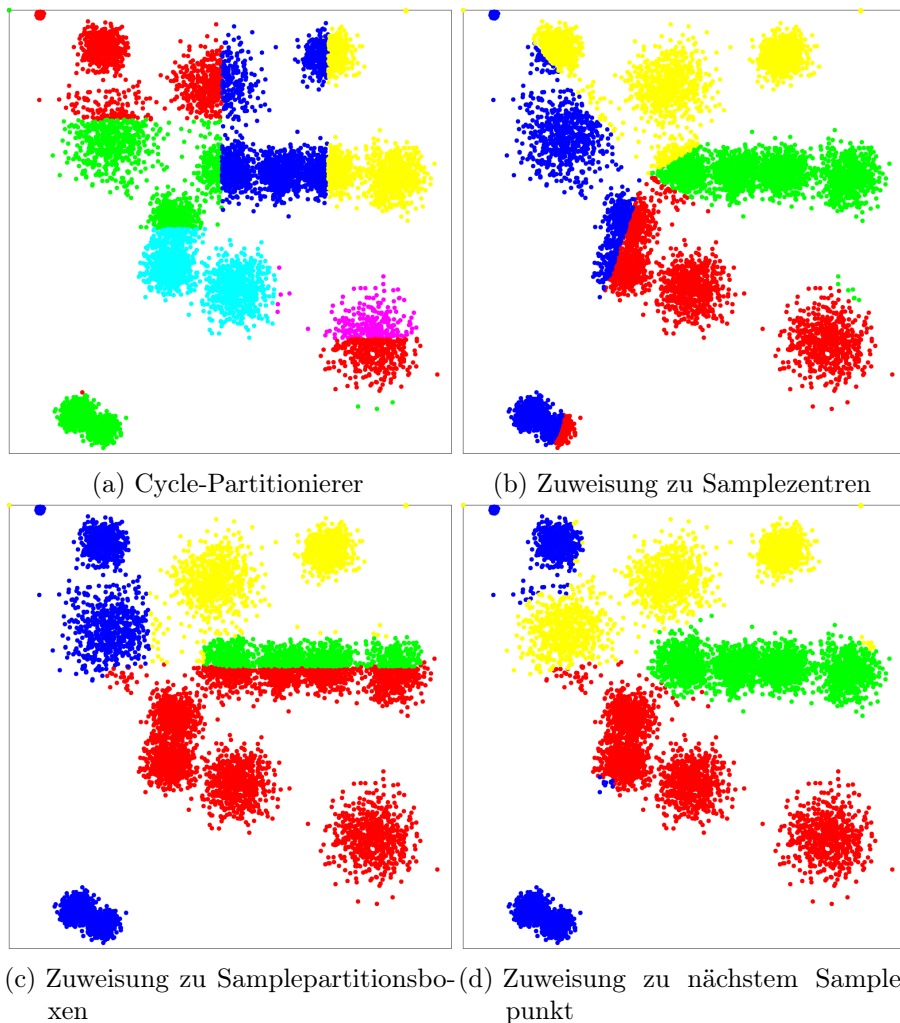 (a) Cycle-Partitionierer
(b) Zuweisung zu Samplezentren
(c) Zuweisung zu Samplepartitionsbo-
xen
(d) Zuweisung zu nächstem Sample
punkt